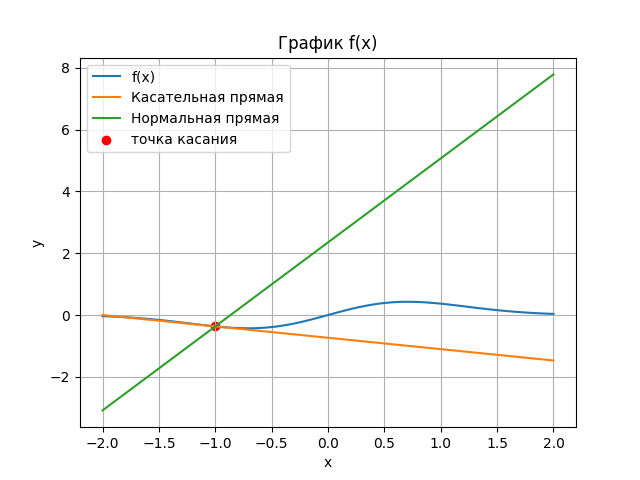 График f(x)
f(x)
Касательная прямая
Нормальная прямая
точка касания
8
6
4
2
0
−2
y
−2.0 −1.5 −1.0 −0.5 0.0 0.5 1.0 1.5 2.0
x